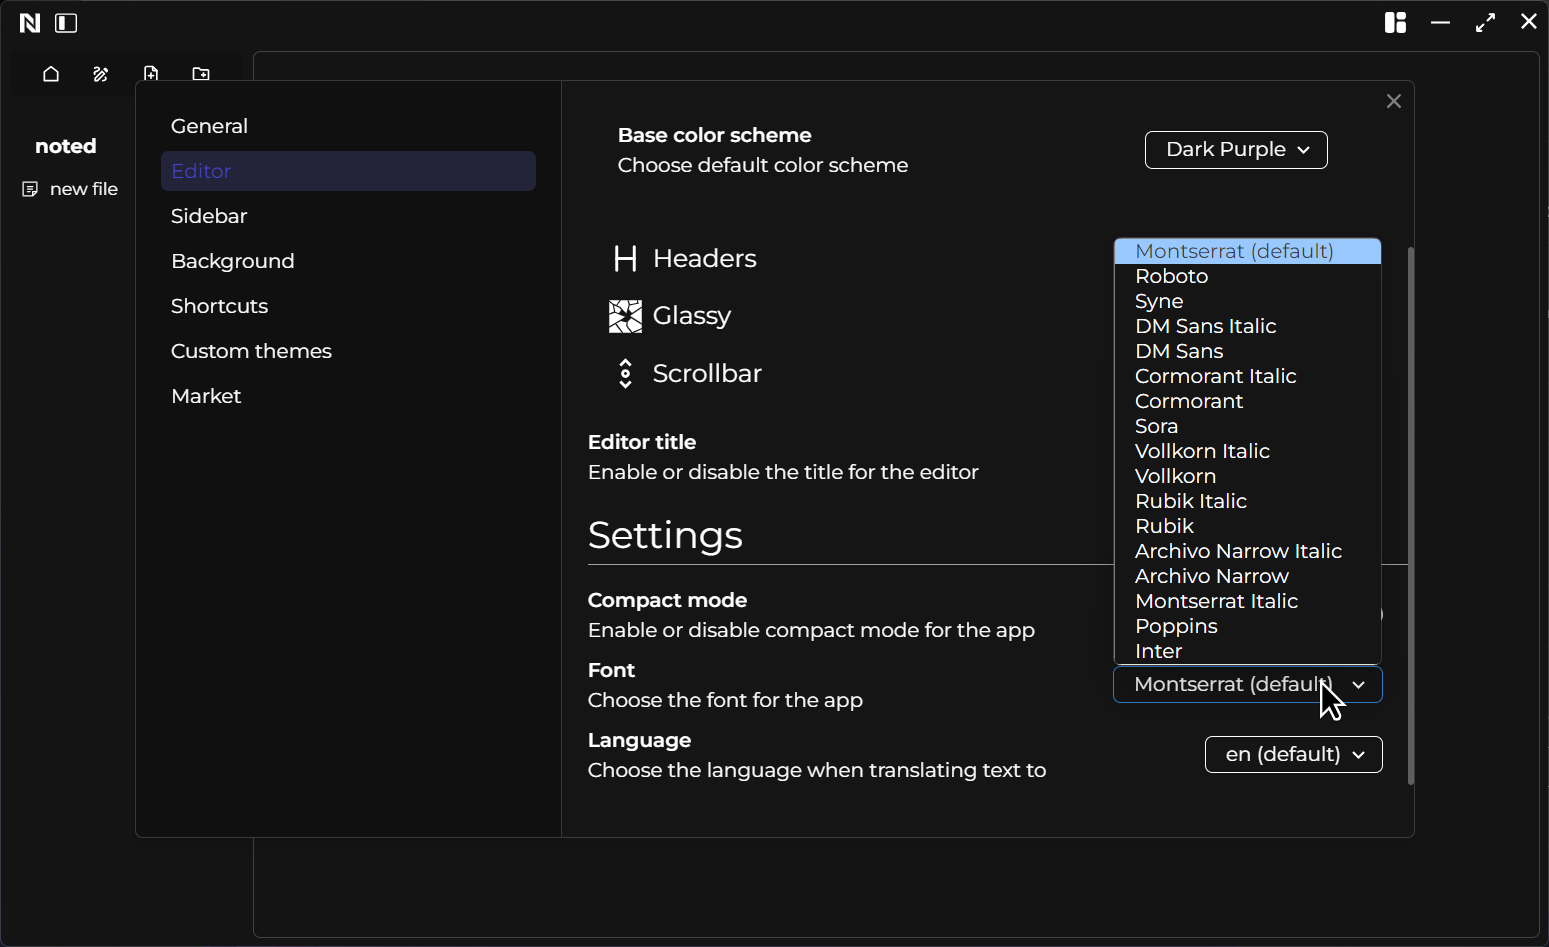 noted
new file
General
Editor
Sidebar
Background
Shortcuts
Custom themes
Market
Base color scheme
Choose default color scheme
Dark Purple
Headers
Glassy
Scrollbar
Editor title
Enable or disable the title for the editor
Settings
Compact mode
Enable or disable compact mode for the app
Font
Choose the font for the app
Montserrat (default)
Roboto
Syne
DM Sans Italic
DM Sans
Cormorant Italic
Cormorant
Sora
Vollkorn Italic
Vollkorn
Rubik Italic
Rubik
Archivo Narrow Italic
Archivo Narrow
Montserrat Italic
Poppins
Inter
Montserrat (default)
Language
Choose the language when translating text to
en (default)